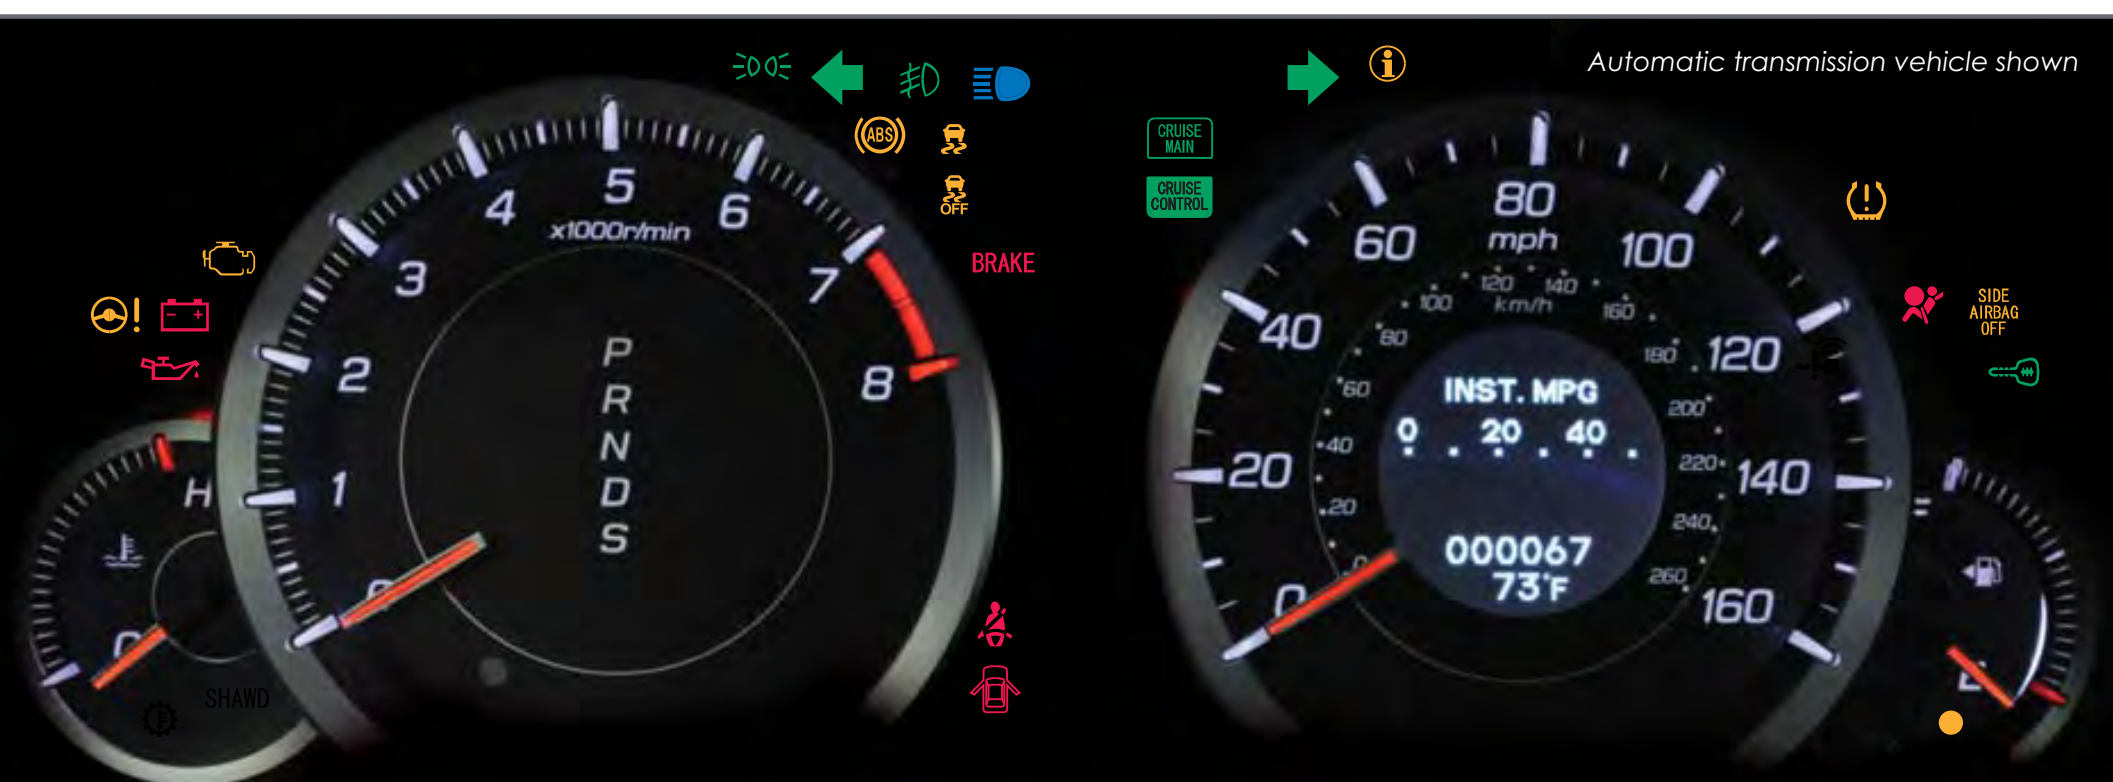 Automatic transmission vehicle shown
ABS
OFF
BRAKE
CRUISE
MAIN
CRUISE
CONTROL
SIDE
AIRBAG
OFF
1
2
3
4
5
6
7
8
x1000r/min
P
R
N
D
S
H
C
SHAWD
0
20
40
60
80
100
120
140
160
mph
0
20
40
60
80
100
120
140
160
180
200
220
240
260
km/h
INST. MPG
0 . 20 . 40 .
000067
73°F
E